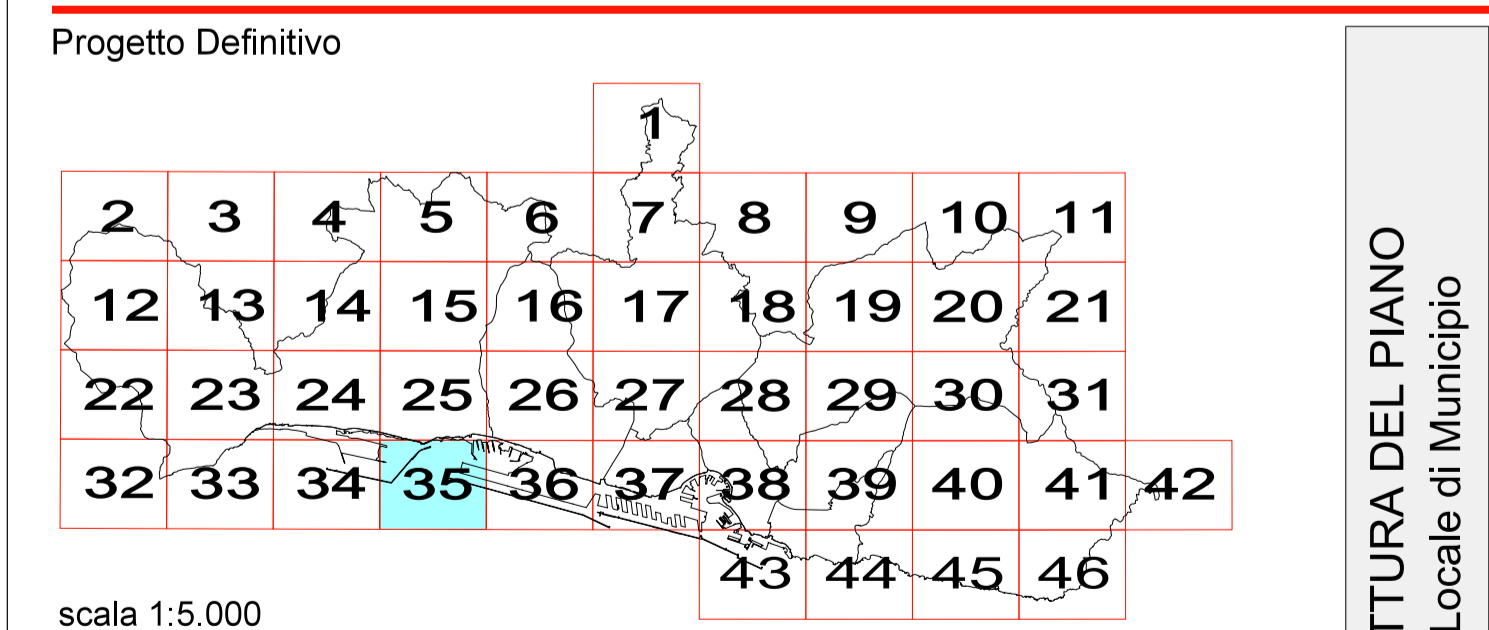 Progetto Definitivo
1
2 3 4 5 6 7 8 9 10 11
12 13 14 15 16 17 18 19 20 21
22 23 24 25 26 27 28 29 30 31
32 33 34 35 36 37 38 39 40 41 42
43 44 45 46
scala 1:5.000
TTURA DEL PIANO
Locale di Municipio